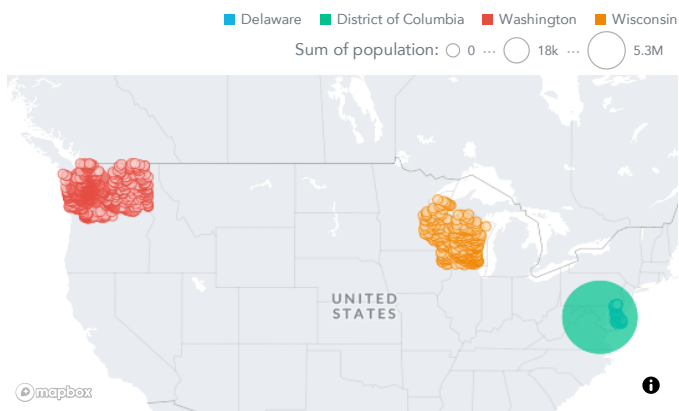 Delaware District of Columbia Washington Wisconsin
Sum of population: 0 ··· 18k ··· 5.3M
UNITED
STATES
mapbox
i